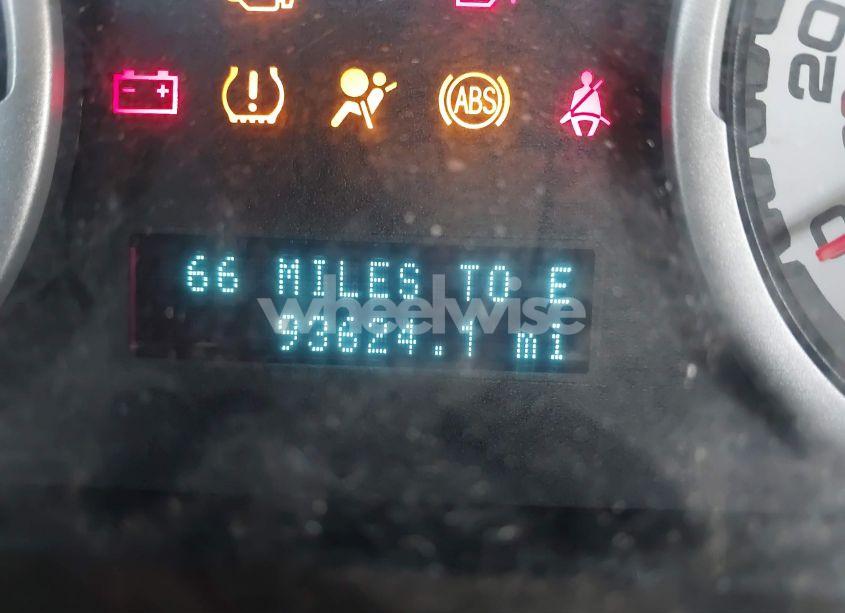 ABS
20
66 MILES TO E
wheelwise
93624.1 mi